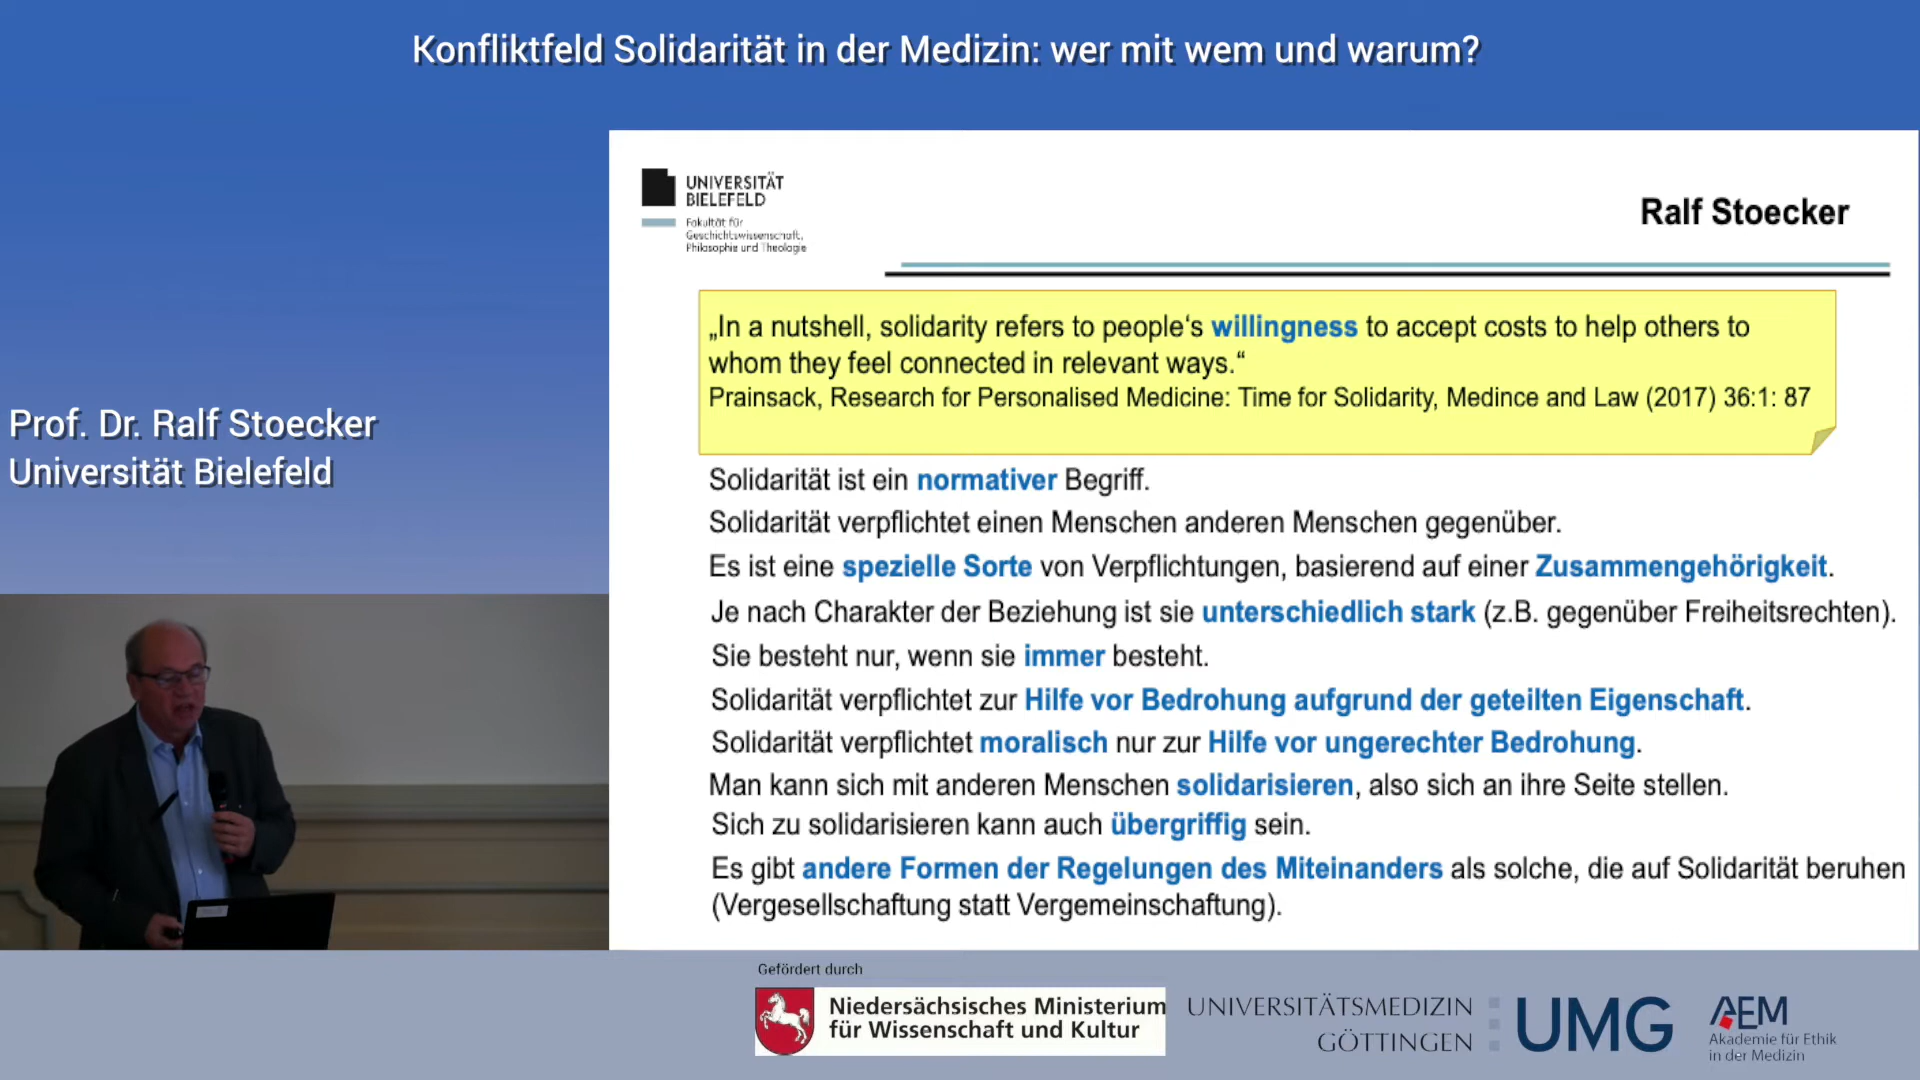 Konfliktfeld Solidarität in der Medizin: wer mit wem und warum?
UNIVERSITÄT
BIELEFELD
Fakultät für
Geschichtswissenschaft,
Philosophie und Theologie
Ralf Stoecker
„In a nutshell, solidarity refers to people‘s willingness to accept costs to help others to
whom they feel connected in relevant ways.“
Prainsack, Research for Personalised Medicine: Time for Solidarity, Medince and Law (2017) 36:1: 87
Prof. Dr. Ralf Stoecker
Universität Bielefeld
Solidarität ist ein normativer Begriff.
Solidarität verpflichtet einen Menschen anderen Menschen gegenüber.
Es ist eine spezielle Sorte von Verpflichtungen, basierend auf einer Zusammengehörigkeit.
Je nach Charakter der Beziehung ist sie unterschiedlich stark (z.B. gegenüber Freiheitsrechten).
Sie besteht nur, wenn sie immer besteht.
Solidarität verpflichtet zur Hilfe vor Bedrohung aufgrund der geteilten Eigenschaft.
Solidarität verpflichtet moralisch nur zur Hilfe vor ungerechter Bedrohung.
Man kann sich mit anderen Menschen solidarisieren, also sich an ihre Seite stellen.
Sich zu solidarisieren kann auch übergriffig sein.
Es gibt andere Formen der Regelungen des Miteinanders als solche, die auf Solidarität beruhen
(Vergesellschaftung statt Vergemeinschaftung).
Gefördert durch
Niedersächsisches Ministerium
für Wissenschaft und Kultur
UNIVERSITÄTSMEDIZIN
GÖTTINGEN
UMG
AEM
Akademie für Ethik
in der Medizin